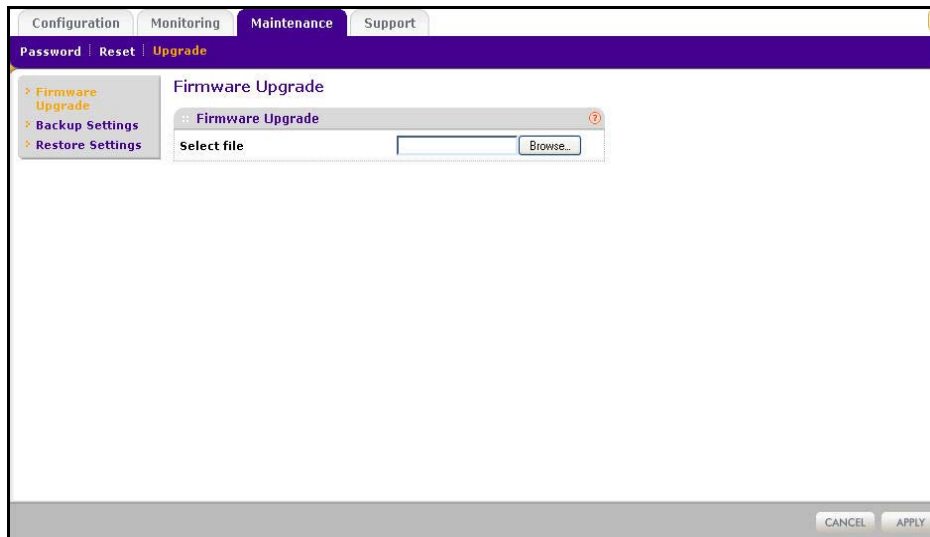 Configuration Monitoring Maintenance Support
Password Reset Upgrade
Firmware
Upgrade
Backup Settings
Restore Settings
Firmware Upgrade
Firmware Upgrade ?
Select file Browse...
CANCEL APPLY